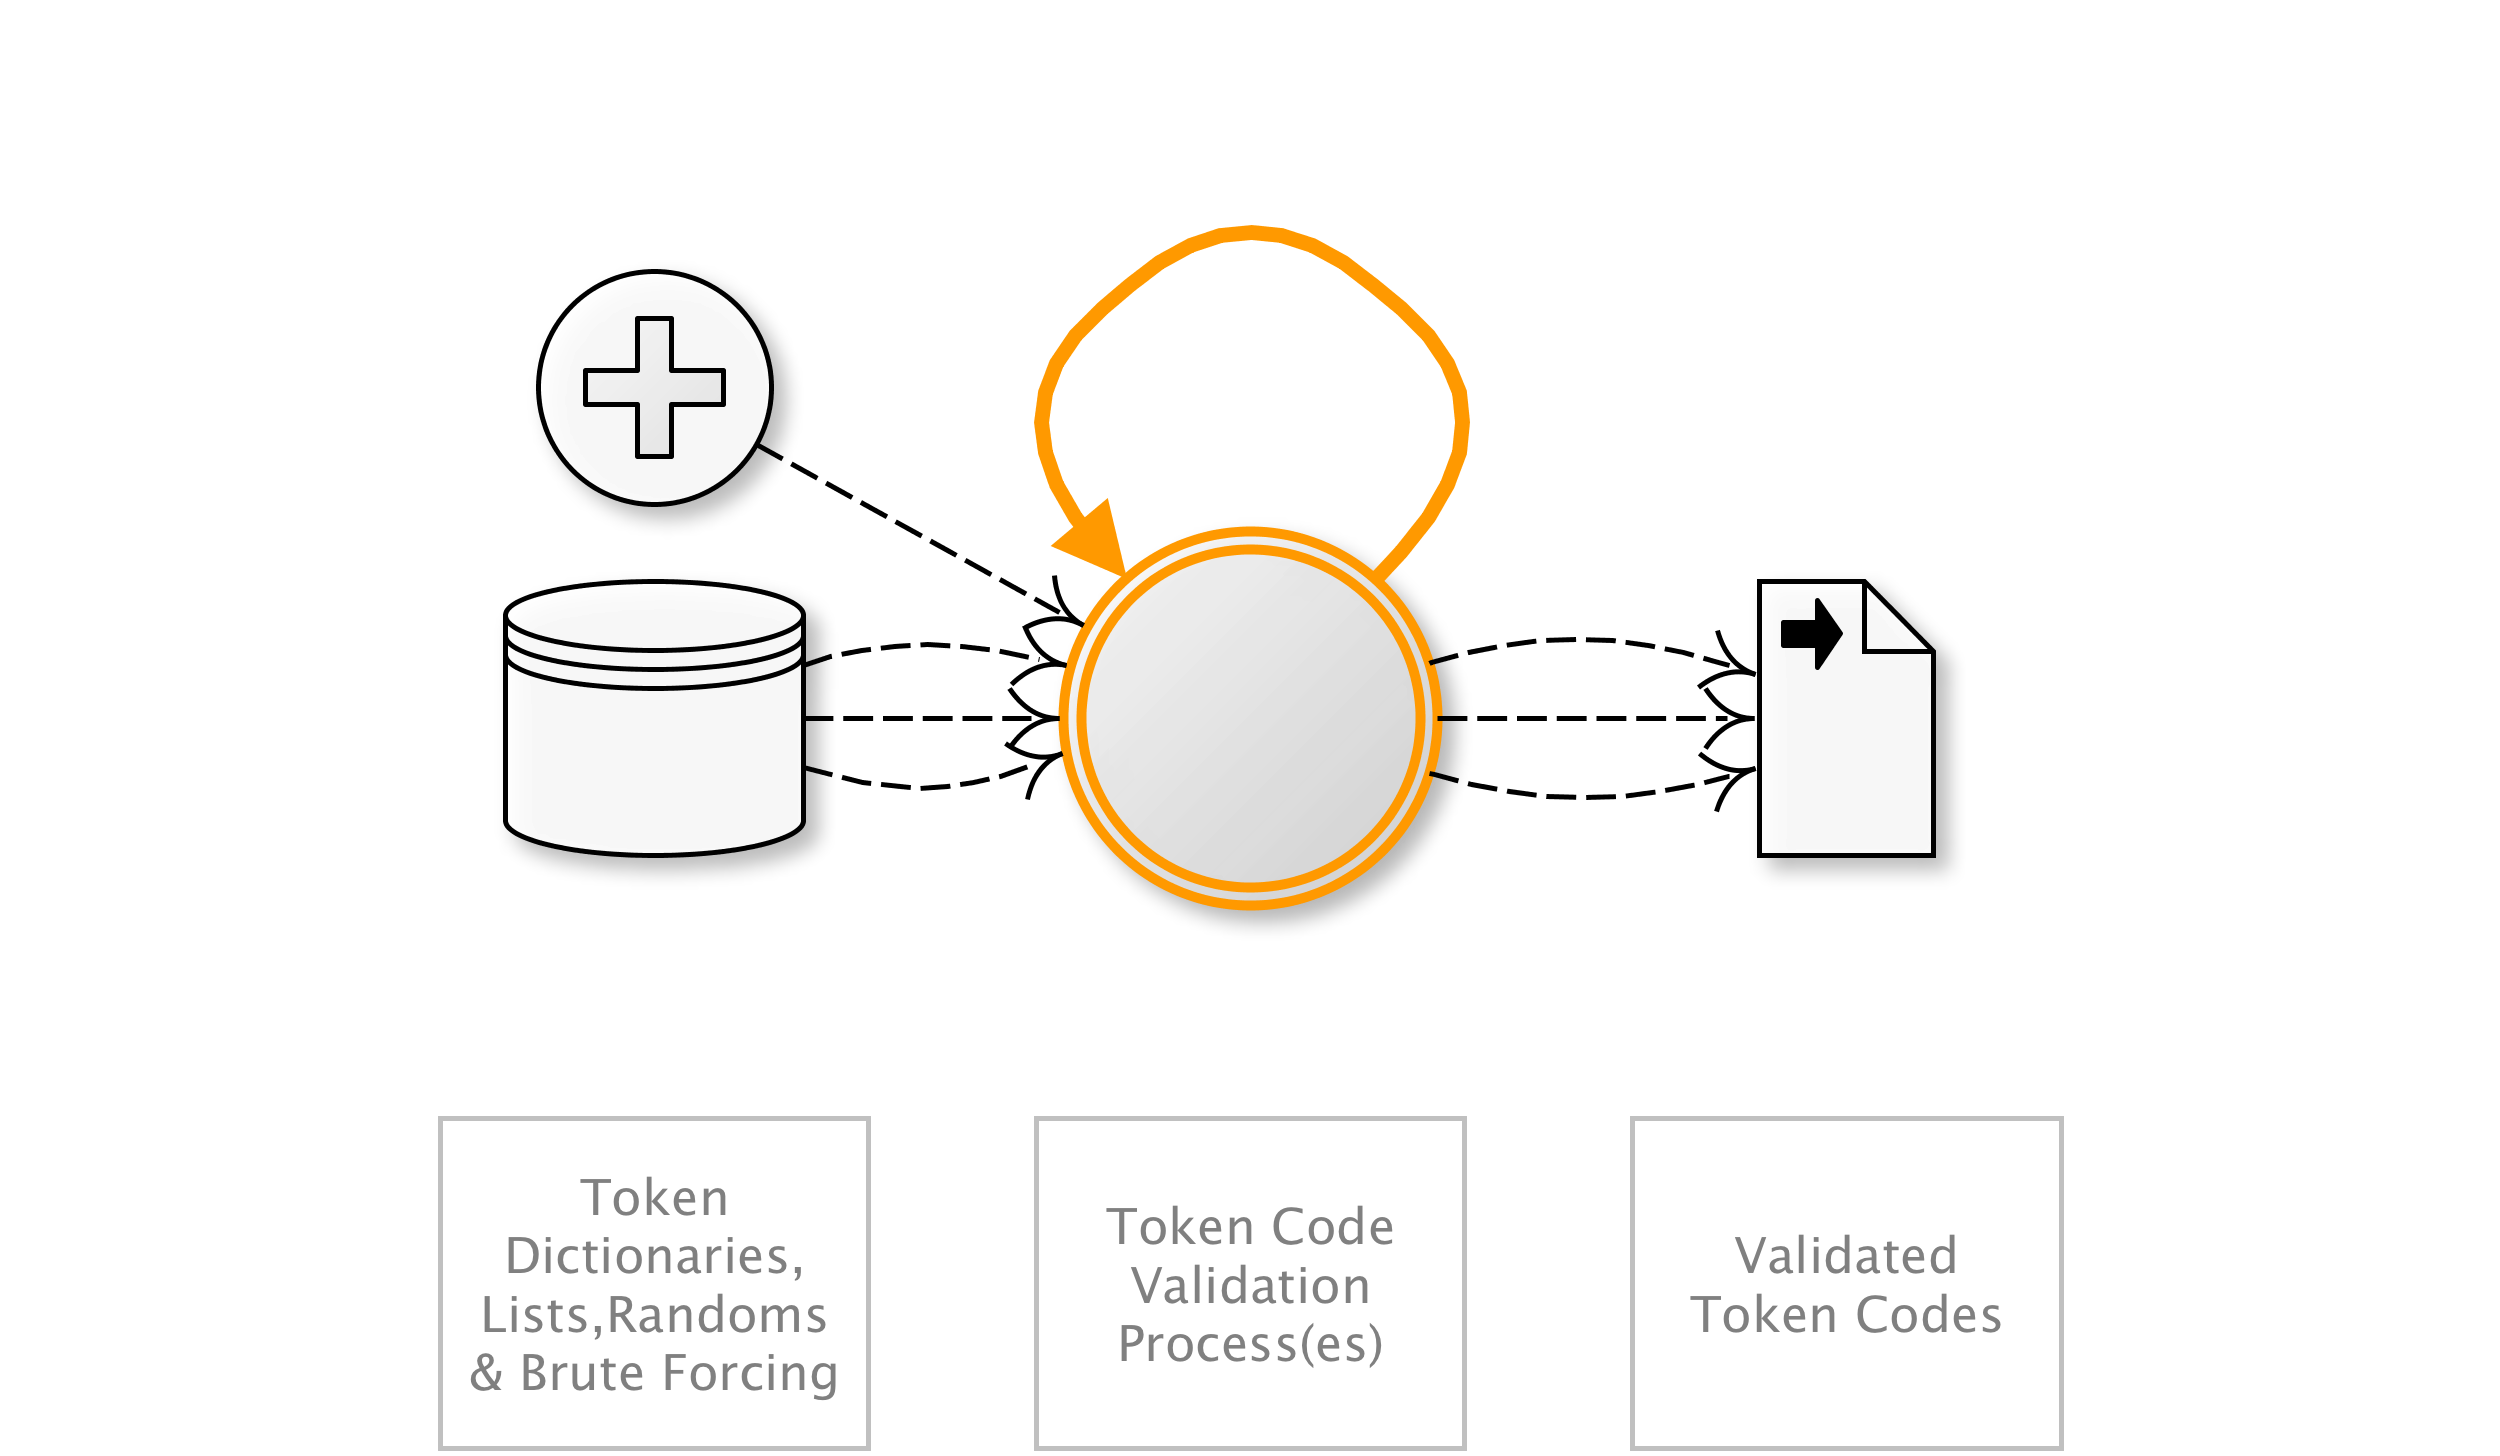 Token
Dictionaries,
Lists,Randoms
& Brute Forcing
Token Code
Validation
Process(es)
Validated
Token Codes